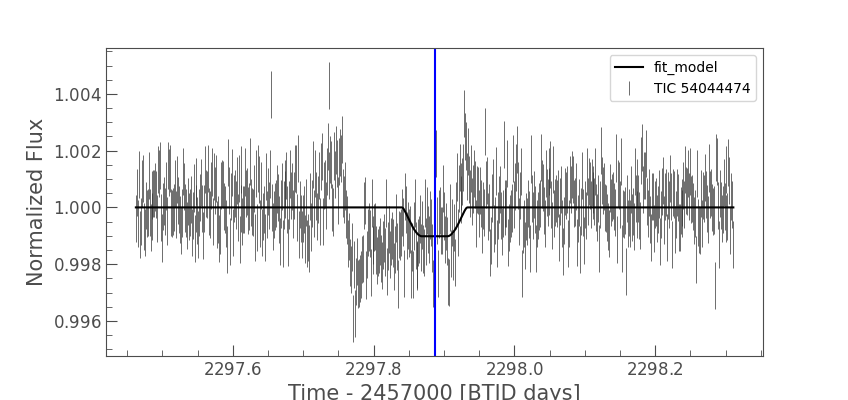 fit_model
TIC 54044474
1.004
1.002
1.000
0.998
0.996
Normalized Flux
2297.6 2297.8 2298.0 2298.2
Time - 2457000 [BTJD days]